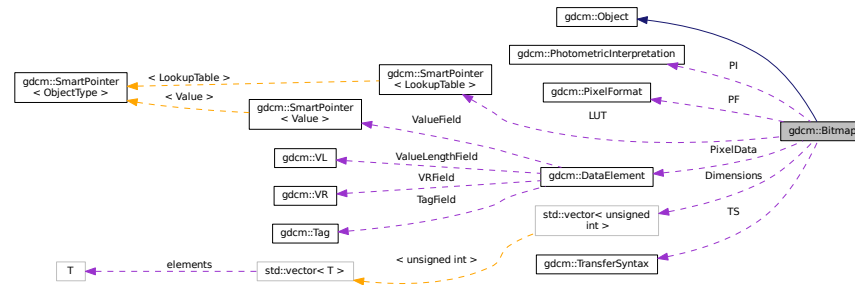 gdcm::Object
gdcm::PhotometricInterpretation
PI
gdcm::SmartPointer
< ObjectType >
< LookupTable >
gdcm::SmartPointer
< LookupTable >
gdcm::PixelFormat
PF
< Value >
gdcm::SmartPointer
< Value >
ValueField
LUT
gdcm::Bitmap
gdcm::VL
ValueLengthField
PixelData
gdcm::VR
VRField
gdcm::DataElement
Dimensions
TagField
gdcm::Tag
std::vector< unsigned
int >
TS
T
elements
std::vector< T >
< unsigned int >
gdcm::TransferSyntax